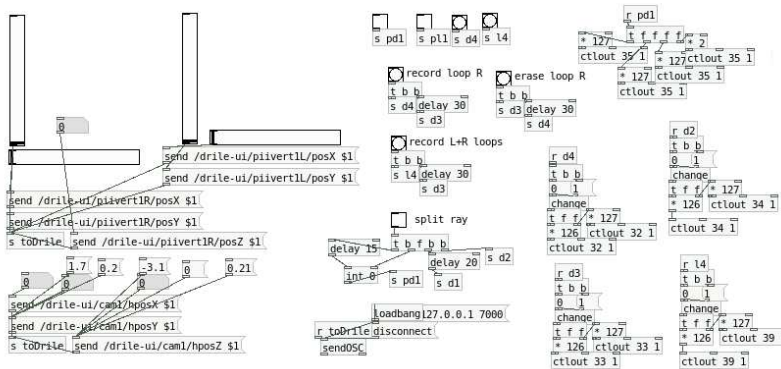 0
send /drile-ui/piivert1L/posX $1
send /drile-ui/piivert1L/posY $1
send /drile-ui/piivert1R/posX $1
send /drile-ui/piivert1R/posY $1
s toDrile
send /drile-ui/piivert1R/posZ $1
1.7
0.2
-3.1
0
0.21
0
0
0
send /drile-ui/cam1/hposX $1
send /drile-ui/cam1/hposY $1
s toDrile
send /drile-ui/cam1/hposZ $1
s pd1
s pl1
s d4
s l4
record loop R
t b b
s d4
delay 30
s d3
erase loop R
t b b
s d3
delay 30
s d4
record L+R loops
t b b
s l4
delay 30
s d3
split ray
delay 15
t b f b b
int 0
delay 20
s d2
s pd1
s d1
loadbang
127.0.0.1 7000
r toDrile
disconnect
sendOSC
r pd1
t f f f f
* 127
* 2
ctlout 35 1
* 127
ctlout 35 1
* 127
ctlout 35 1
ctlout 35 1
r d4
t b b
0
1
change
t f f
* 127
* 126
ctlout 32 1
ctlout 32 1
r d2
t b b
0
1
change
t f f
* 127
* 126
ctlout 34 1
ctlout 34 1
r d3
t b b
0
1
change
t f f
* 127
* 126
ctlout 33 1
ctlout 33 1
r l4
t b b
0
1
change
t f f
* 127
* 126
ctlout 39
ctlout 39 1